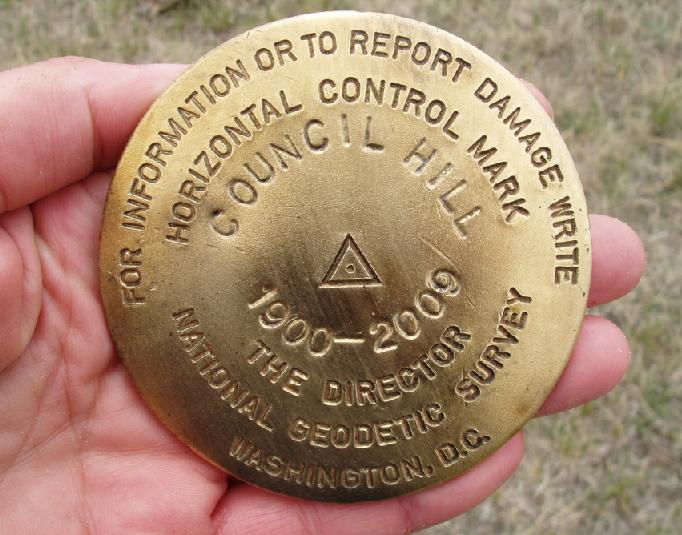 FOR INFORMATION OR TO REPORT DAMAGE WRITE
HORIZONTAL CONTROL MARK
COUNCIL HILL
1900-2009
THE DIRECTOR
NATIONAL GEODETIC SURVEY
WASHINGTON, D.C.